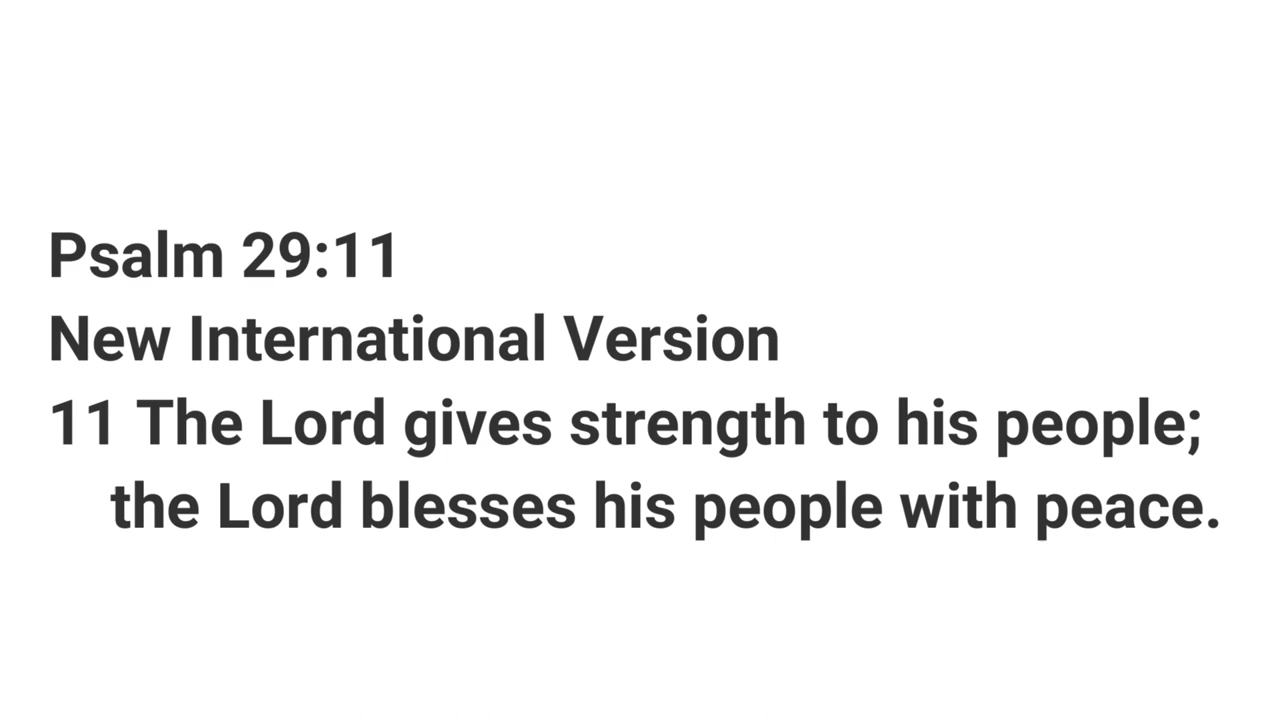 Psalm 29:11
New International Version
11 The Lord gives strength to his people;
the Lord blesses his people with peace.